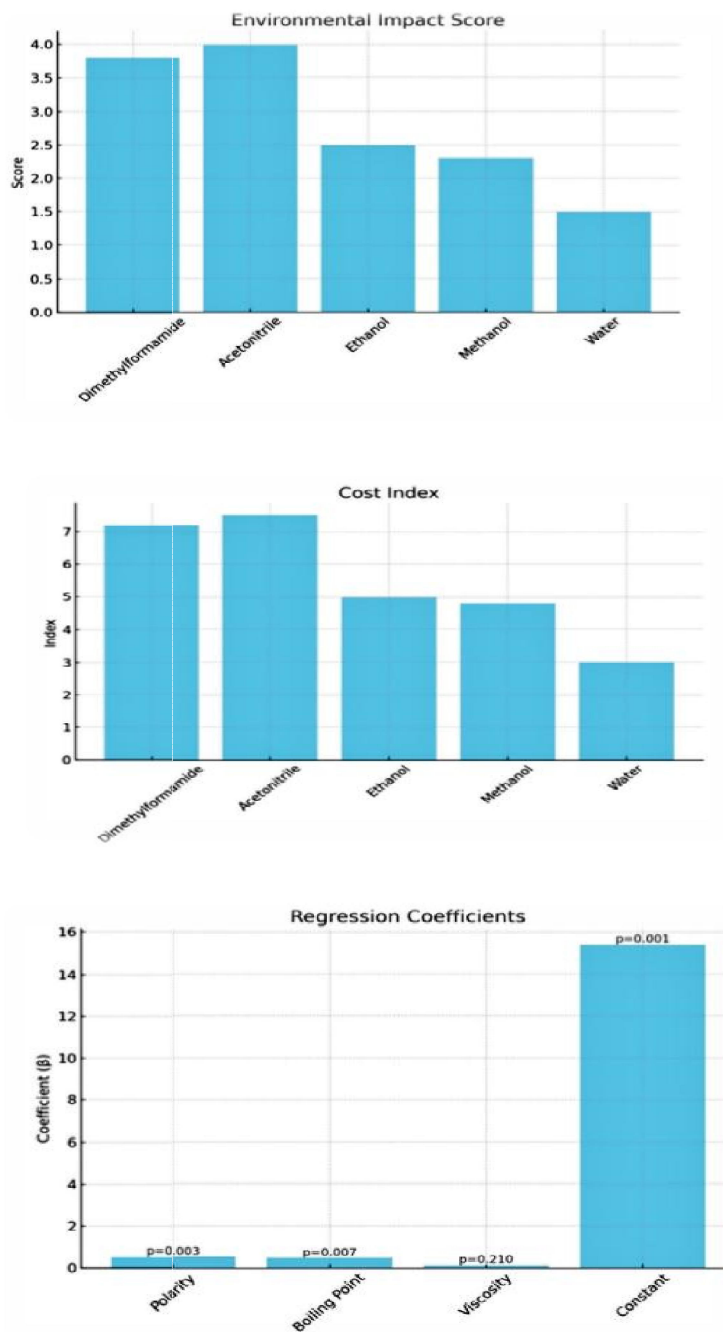 Environmental Impact Score
Score
4.0
3.5
3.0
2.5
2.0
1.5
1.0
0.5
0.0
Dimethylformamide
Acetonitrile
Ethanol
Methanol
Water
Cost Index
Index
7
6
5
4
3
2
1
0
Dimethylformamide
Acetonitrile
Ethanol
Methanol
Water
Regression Coefficients
Coefficient (β)
16
14
12
10
8
6
4
2
0
p=0.003
p=0.007
p=0.210
p=0.001
Polarity
Boiling Point
Viscosity
Constant